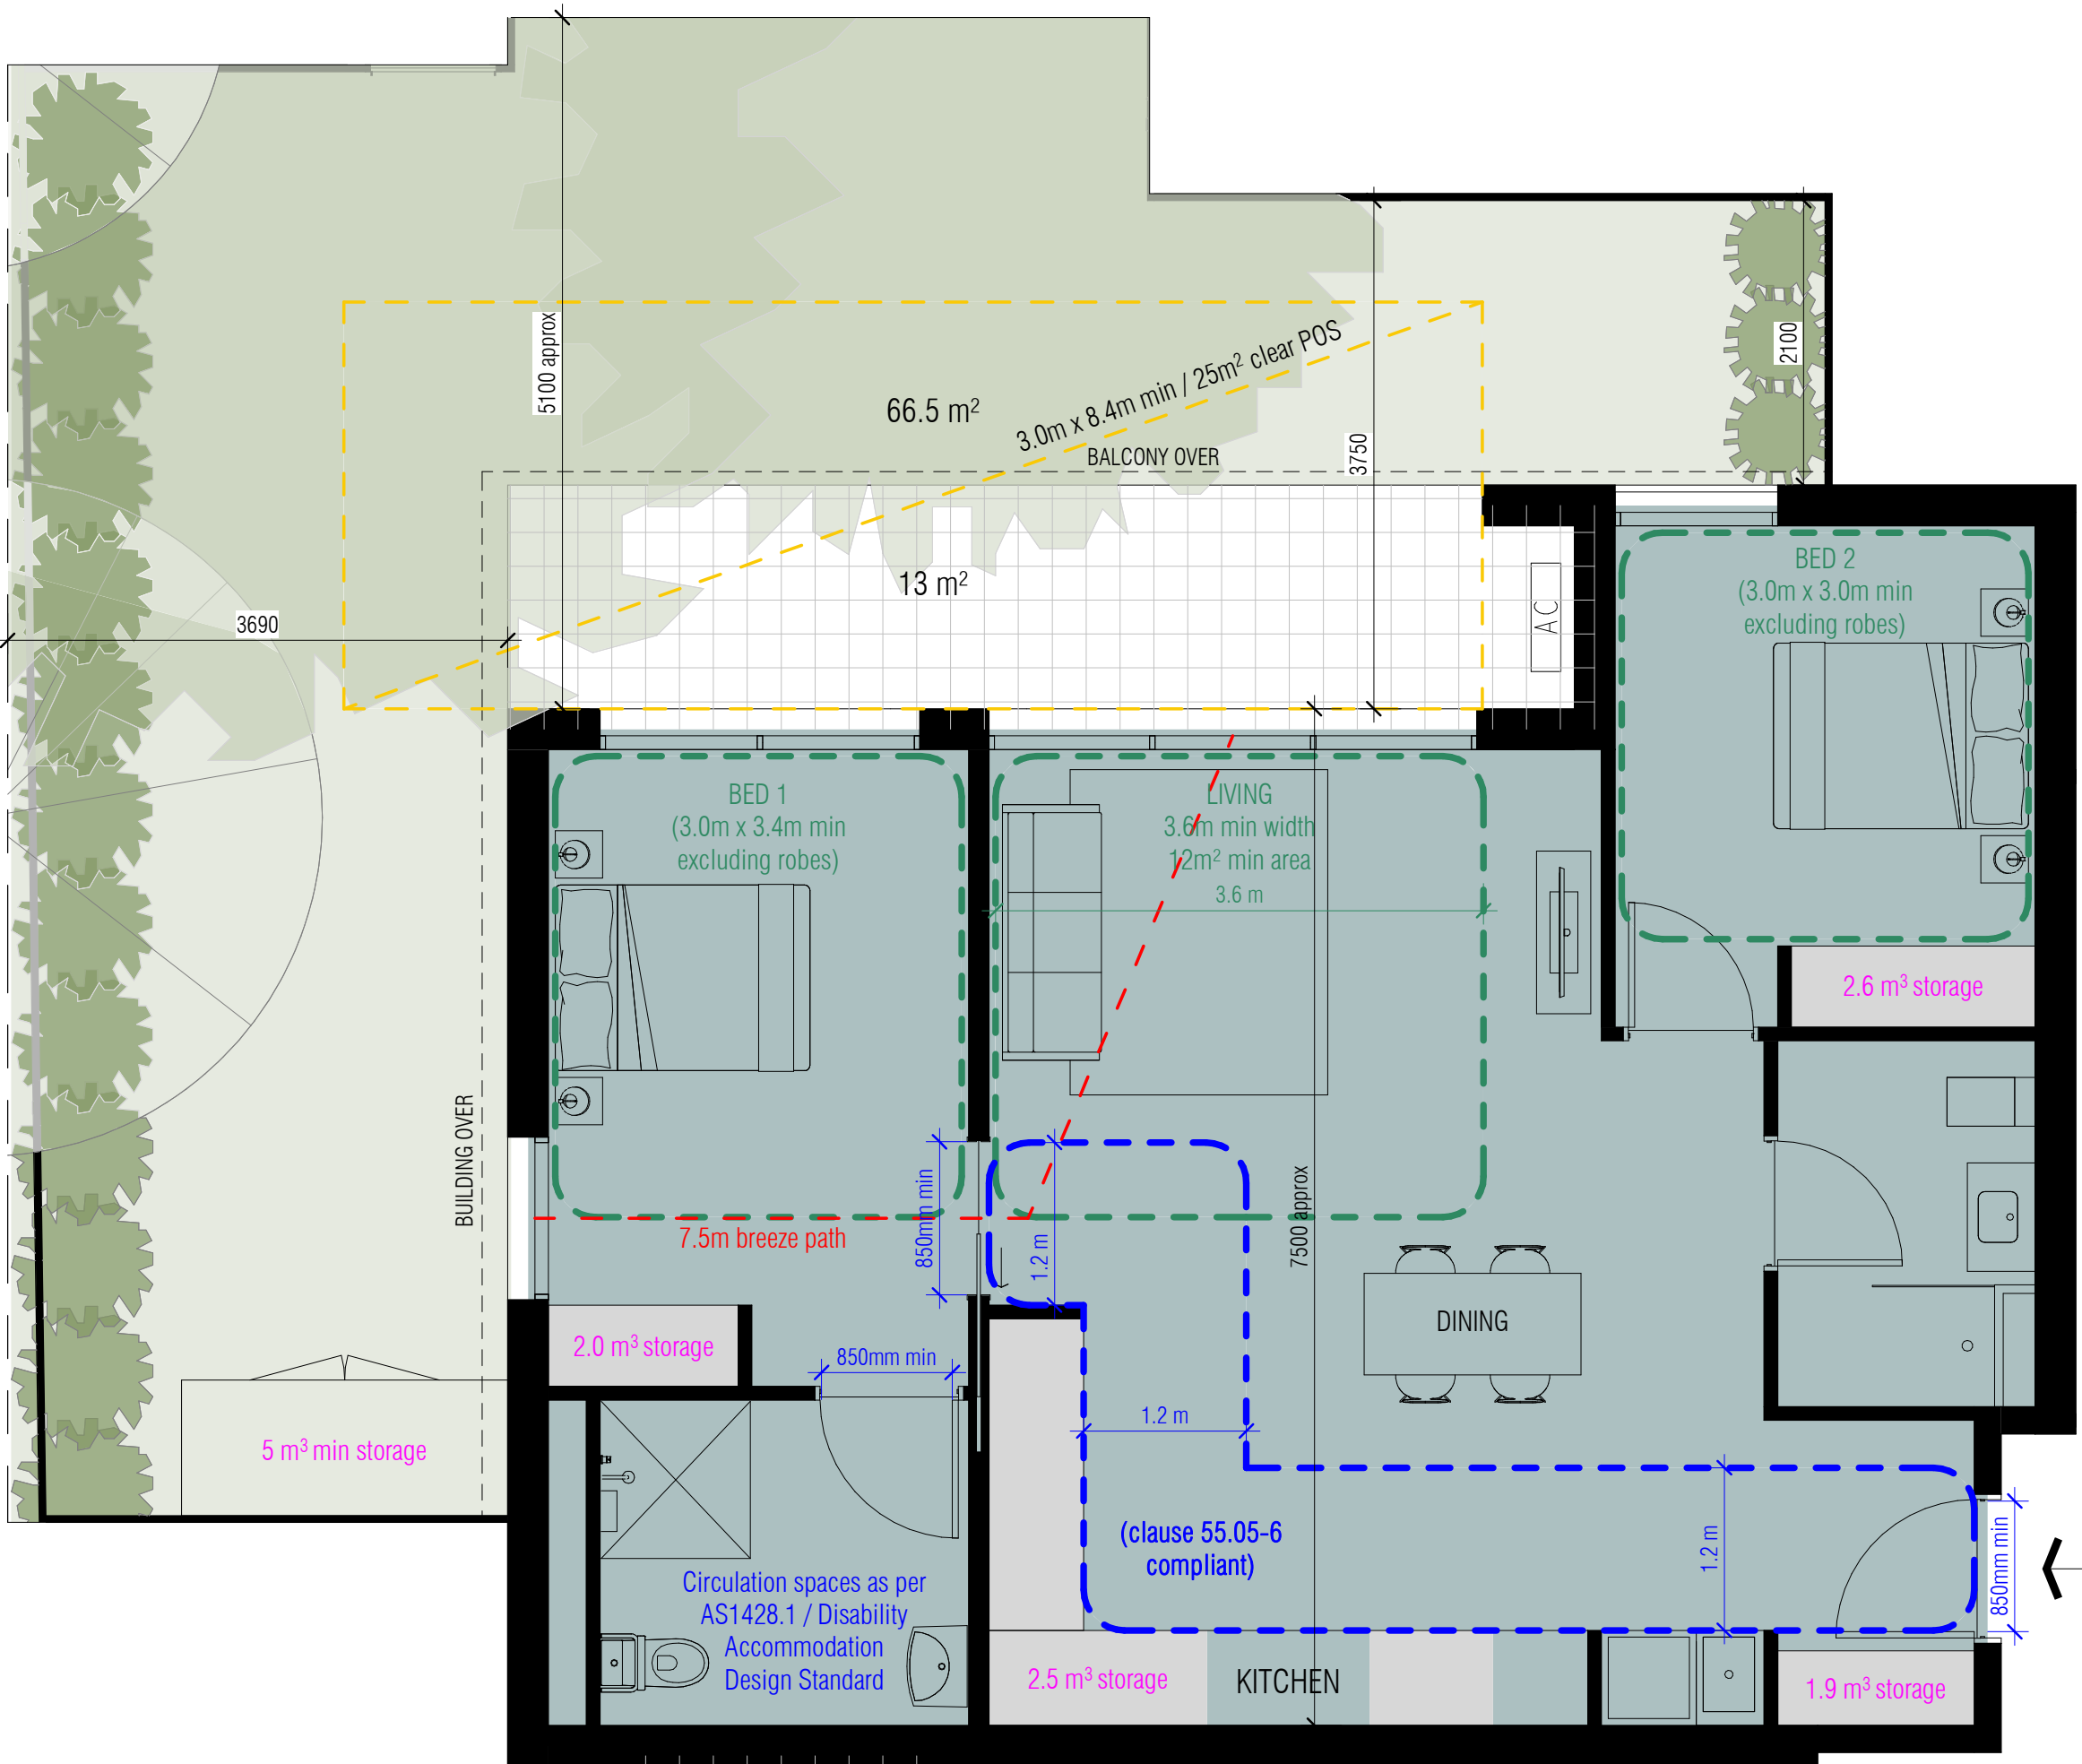 5100 approx
66.5 m²
3.0m x 8.4m min / 25m² clear POS
BALCONY OVER
3750
2100
13 m²
AC
3690
BED 2
(3.0m x 3.0m min
excluding robes)
BED 1
(3.0m x 3.4m min
excluding robes)
LIVING
3.6m min width
12m² min area
3.6 m
2.6 m³ storage
BUILDING OVER
7.5m breeze path
850mm min
1.2 m
7500 approx
DINING
2.0 m³ storage
850mm min
1.2 m
5 m³ min storage
(clause 55.05-6
compliant)
1.2 m
850mm min
Circulation spaces as per
AS1428.1 / Disability
Accommodation
Design Standard
2.5 m³ storage
KITCHEN
1.9 m³ storage